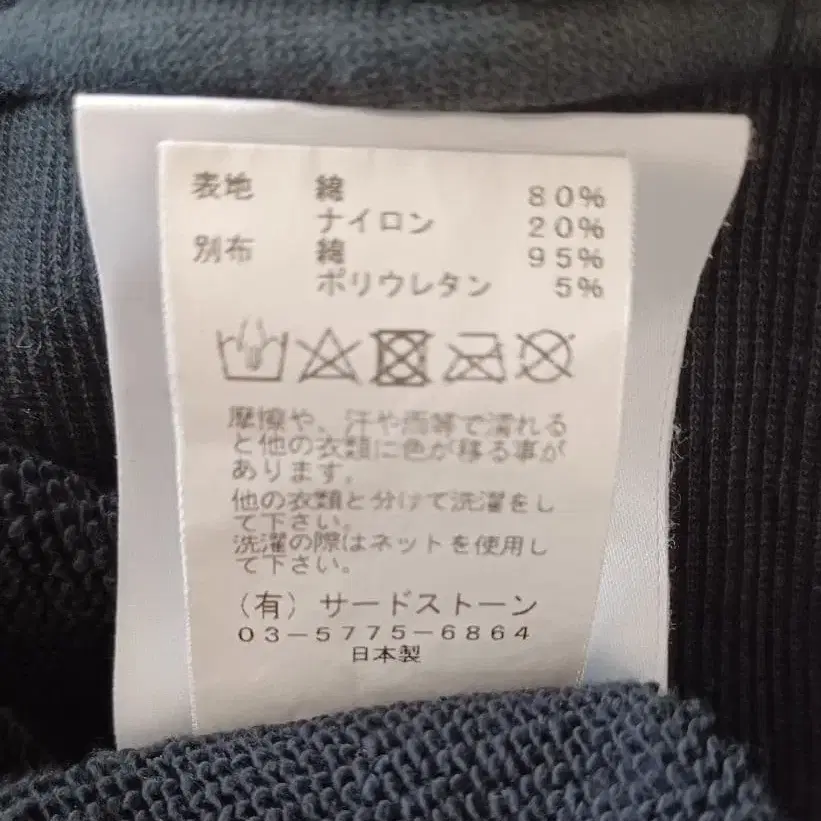 表地 綿 80%
ナイロン 20%
別布 綿 95%
ポリウレタン 5%
摩擦や、汗や雨等で濡れる
と他の衣類に色が移る事が
あります。
他の衣類と分けて洗濯をし
て下さい。
洗濯の際はネットを使用し
て下さい。
(有)サードストーン
03-5775-6864
日本製